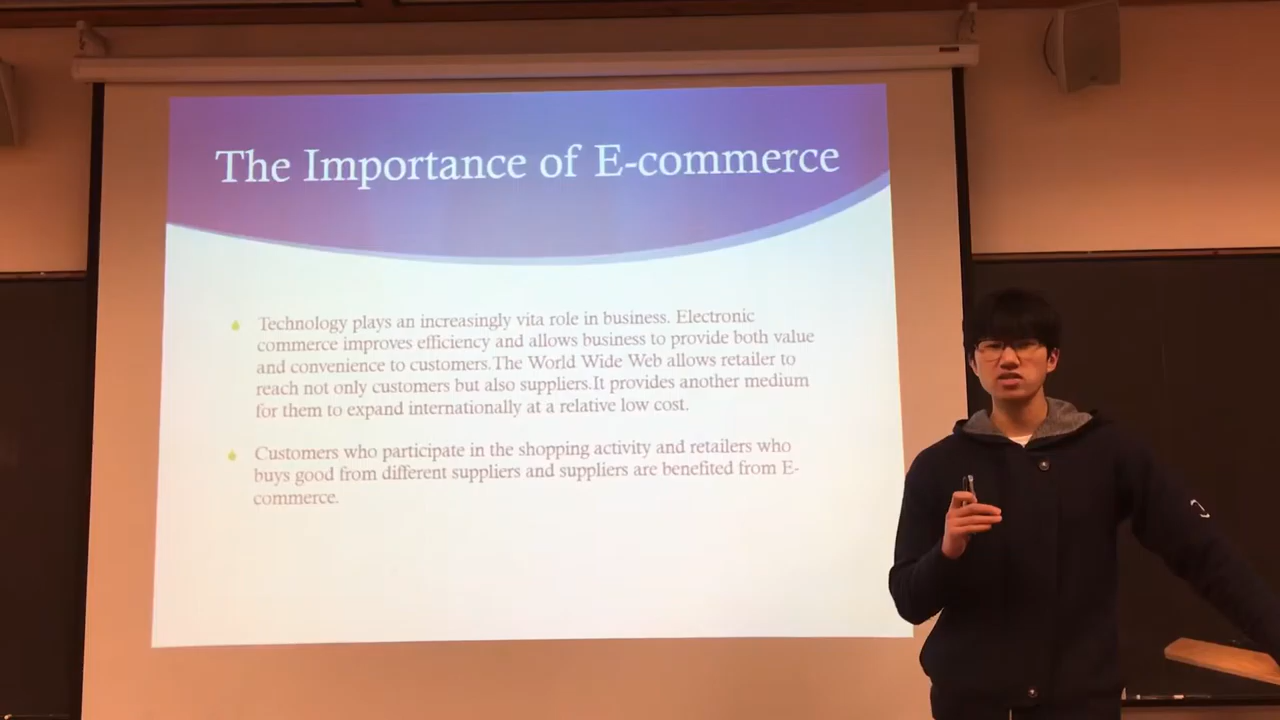 The Importance of E-commerce
Technology plays an increasingly vita role in business. Electronic
commerce improves efficiency and allows business to provide both value
and convenience to customers.The World Wide Web allows retailer to
reach not only customers but also suppliers.It provides another medium
for them to expand internationally at a relative low cost.
Customers who participate in the shopping activity and retailers who
buys good from different suppliers and suppliers are benefited from E-
commerce.